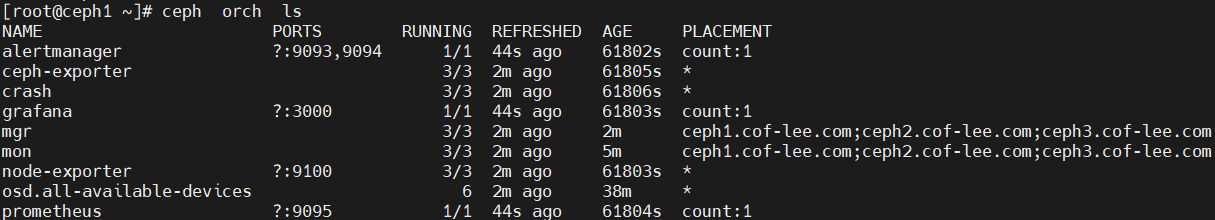 [root@ceph1 ~]# ceph  orch  ls
NAME                       PORTS        RUNNING  REFRESHED  AGE     PLACEMENT
alertmanager               ?:9093,9094      1/1  44s ago    61802s  count:1
ceph-exporter                               3/3  2m ago     61805s  *
crash                                       3/3  2m ago     61806s  *
grafana                    ?:3000           1/1  44s ago    61803s  count:1
mgr                                         3/3  2m ago     2m      ceph1.cof-lee.com;ceph2.cof-lee.com;ceph3.cof-lee.com
mon                                         3/3  2m ago     5m      ceph1.cof-lee.com;ceph2.cof-lee.com;ceph3.cof-lee.com
node-exporter              ?:9100           3/3  2m ago     61803s  *
osd.all-available-devices                     6  2m ago     38m     *
prometheus                 ?:9095           1/1  44s ago    61804s  count:1